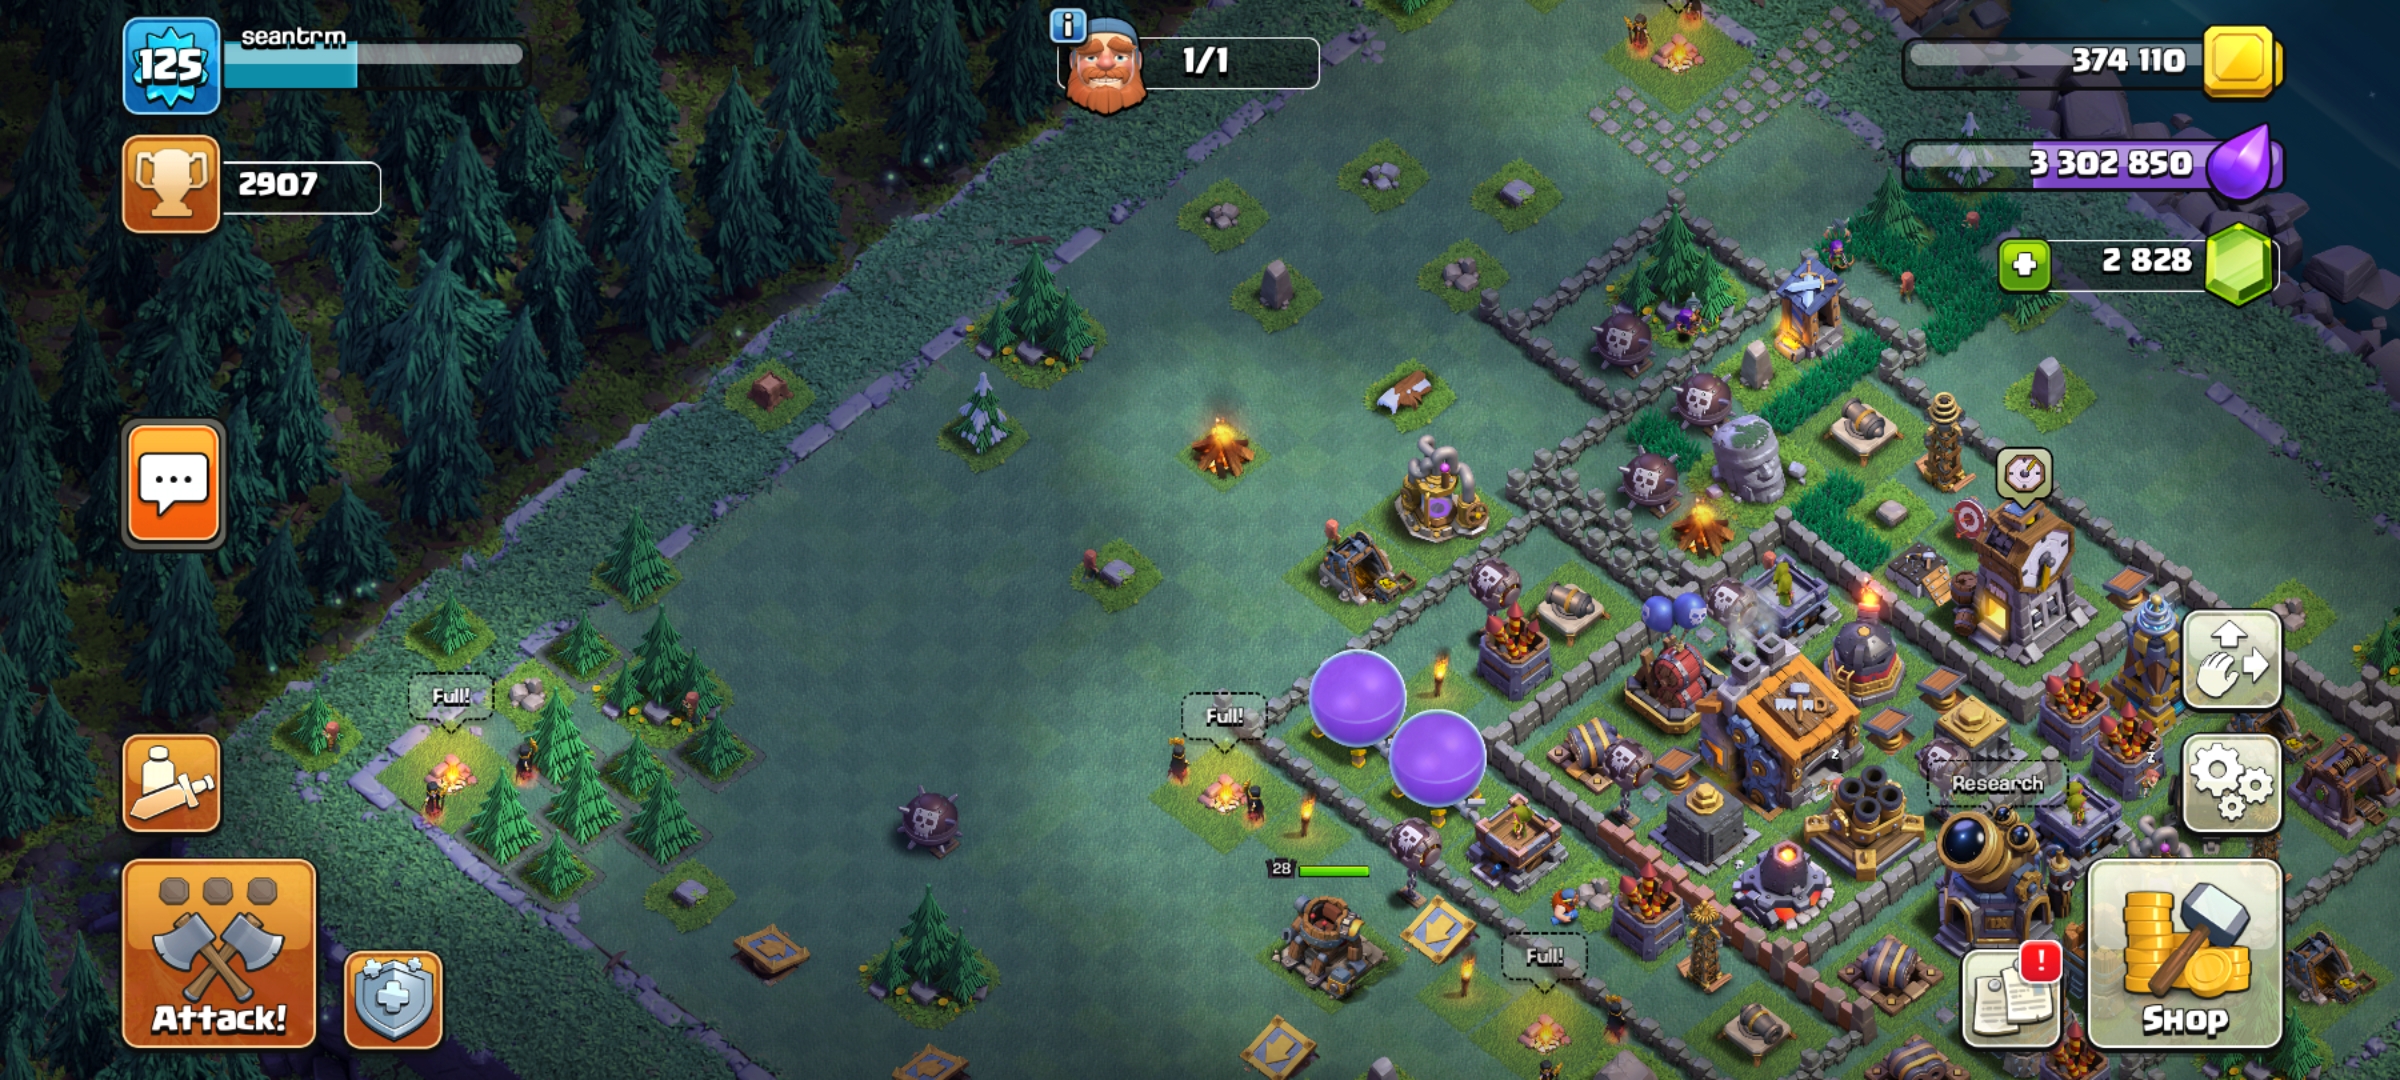 seantrm
125
i
1/1
374 110
2907
3 302 850
2 828
Full!
Full!
Research
28
Full!
!
Attack!
Shop